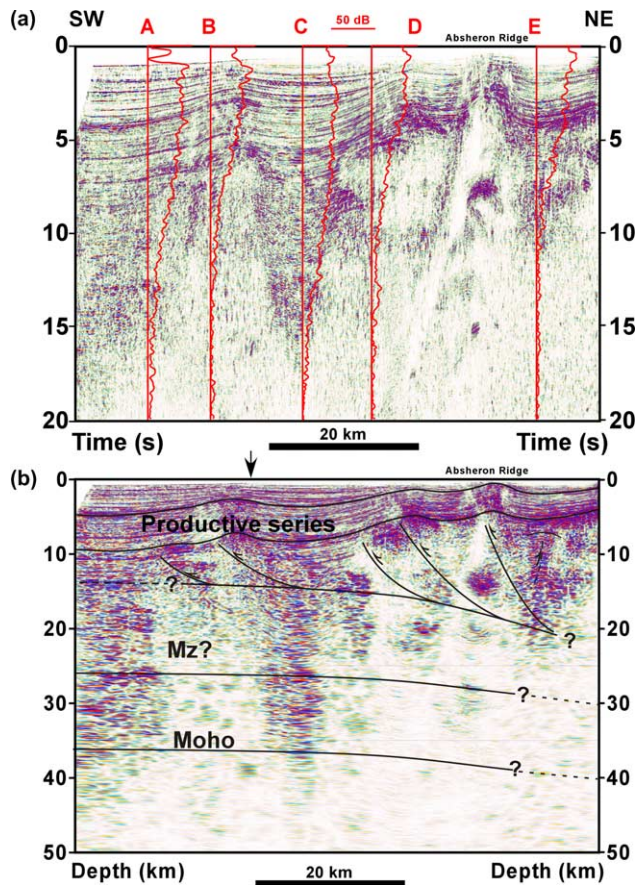 (a) SW A B C 50 dB D Absheron Ridge E NE
0 0
5 5
10 10
15 15
20 20
Time (s) 20 km Time (s)
(b) Absheron Ridge
0 0
Productive series
10 10
?
20 20
?
Mz?
30 ? 30
Moho
40 ? 40
50 50
Depth (km) 20 km Depth (km)